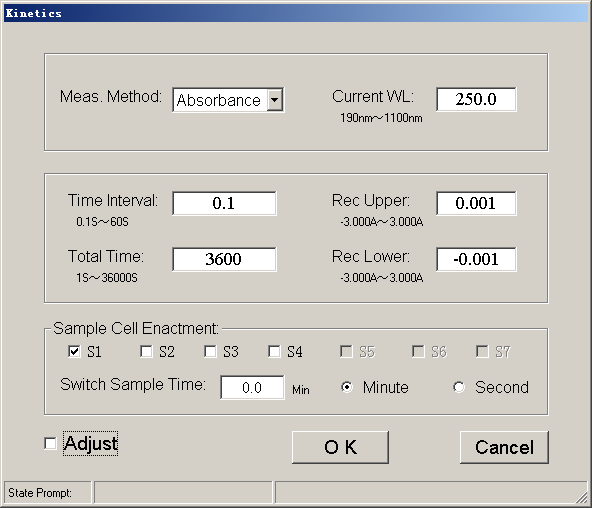 Kinetics
Meas. Method: Absorbance Current WL: 250.0
190nm～1100nm
Time Interval: 0.1 Rec Upper: 0.001
0.1S～60S -3.000A～3.000A
Total Time: 3600 Rec Lower: -0.001
1S～36000S -3.000A～3.000A
Sample Cell Enactment:
S1 S2 S3 S4 S5 S6 S7
Switch Sample Time: 0.0 Min Minute Second
Adjust O K Cancel
State Prompt: